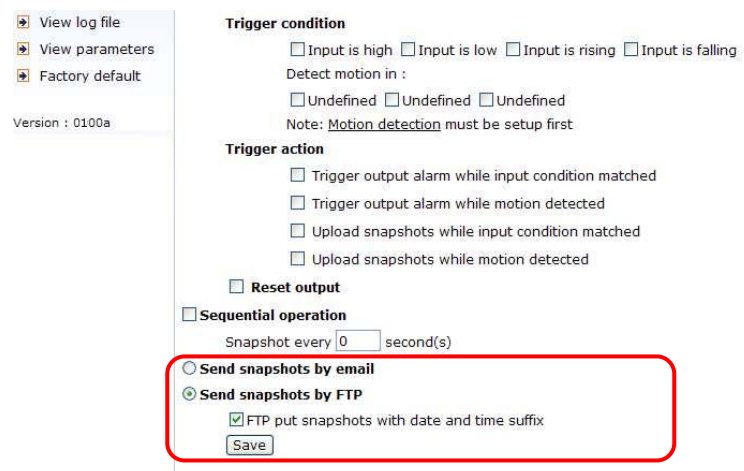 View log file
View parameters
Factory default
Version : 0100a
Trigger condition
Input is high Input is low Input is rising Input is falling
Detect motion in :
Undefined Undefined Undefined
Note: Motion detection must be setup first
Trigger action
Trigger output alarm while input condition matched
Trigger output alarm while motion detected
Upload snapshots while input condition matched
Upload snapshots while motion detected
Reset output
Sequential operation
Snapshot every 0 second(s)
Send snapshots by email
Send snapshots by FTP
FTP put snapshots with date and time suffix
Save